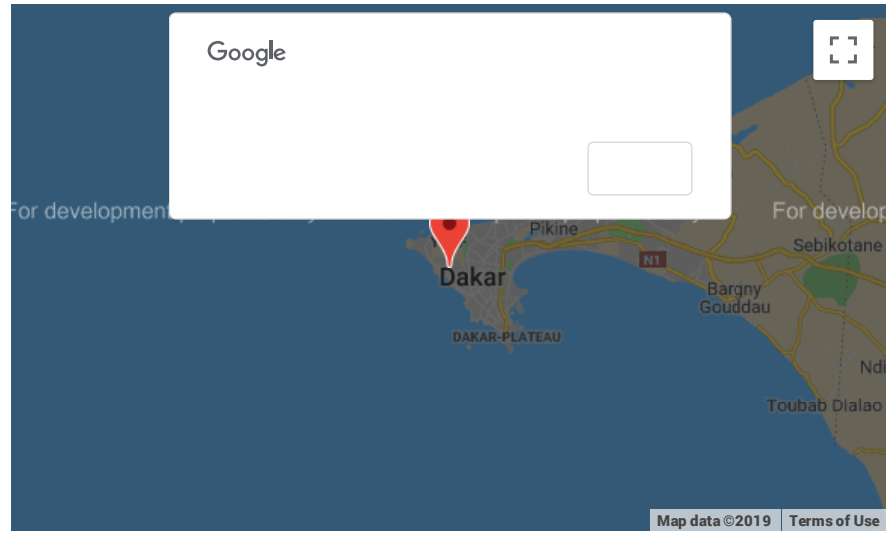 Google
For development
For develop
Pikine
Sebikotane
N1
Dakar
Bargny
Gouddau
DAKAR-PLATEAU
Ndi
Toubab Dialao
Map data ©2019
Terms of Use